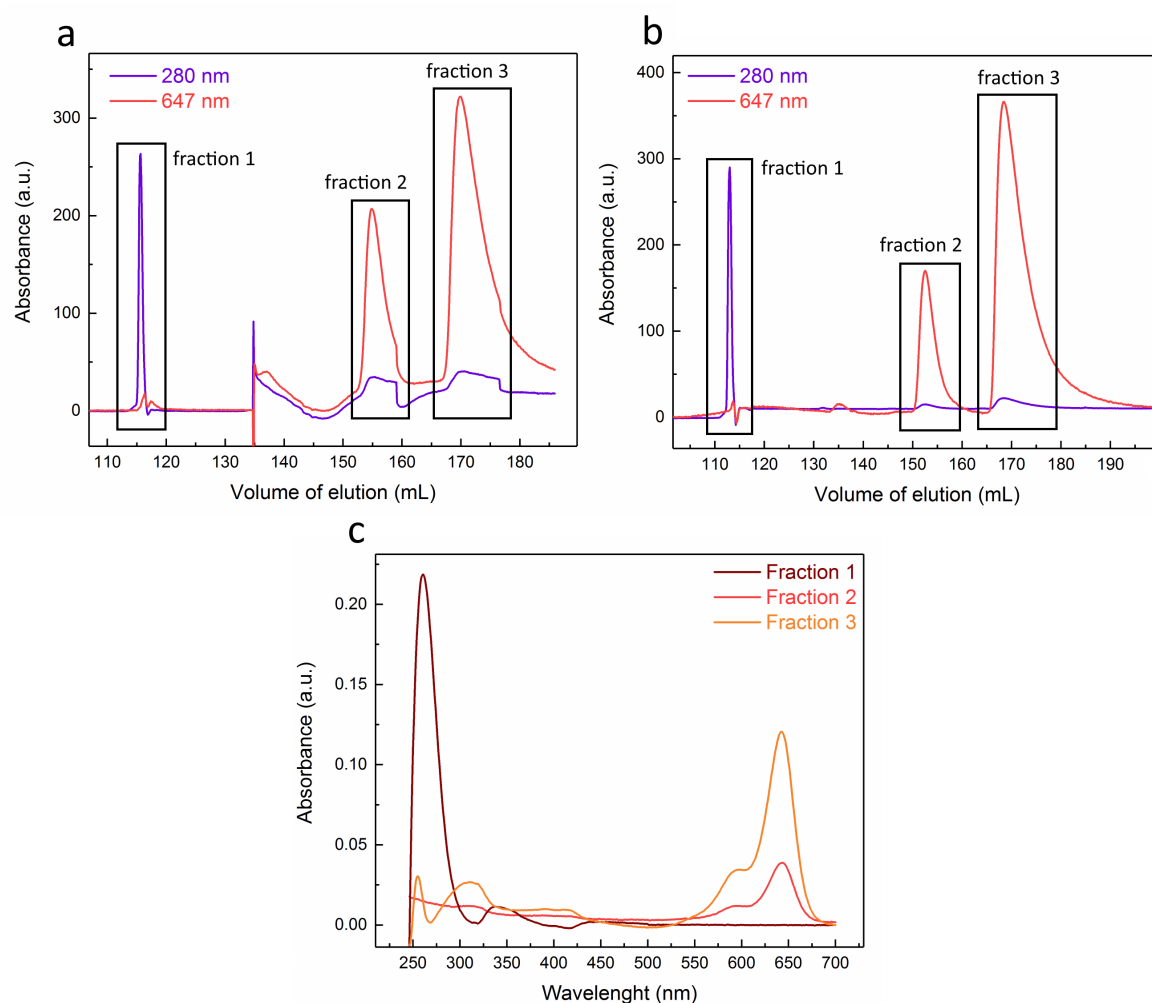 a
280 nm
647 nm
fraction 1
fraction 2
fraction 3
Absorbance (a.u.)
300
200
100
0
110 120 130 140 150 160 170 180
Volume of elution (mL)
b
280 nm
647 nm
fraction 1
fraction 2
fraction 3
Absorbance (a.u.)
400
300
200
100
0
110 120 130 140 150 160 170 180 190
Volume of elution (mL)
c
Fraction 1
Fraction 2
Fraction 3
Absorbance (a.u.)
0.20
0.15
0.10
0.05
0.00
250 300 350 400 450 500 550 600 650 700
Wavelenght (nm)